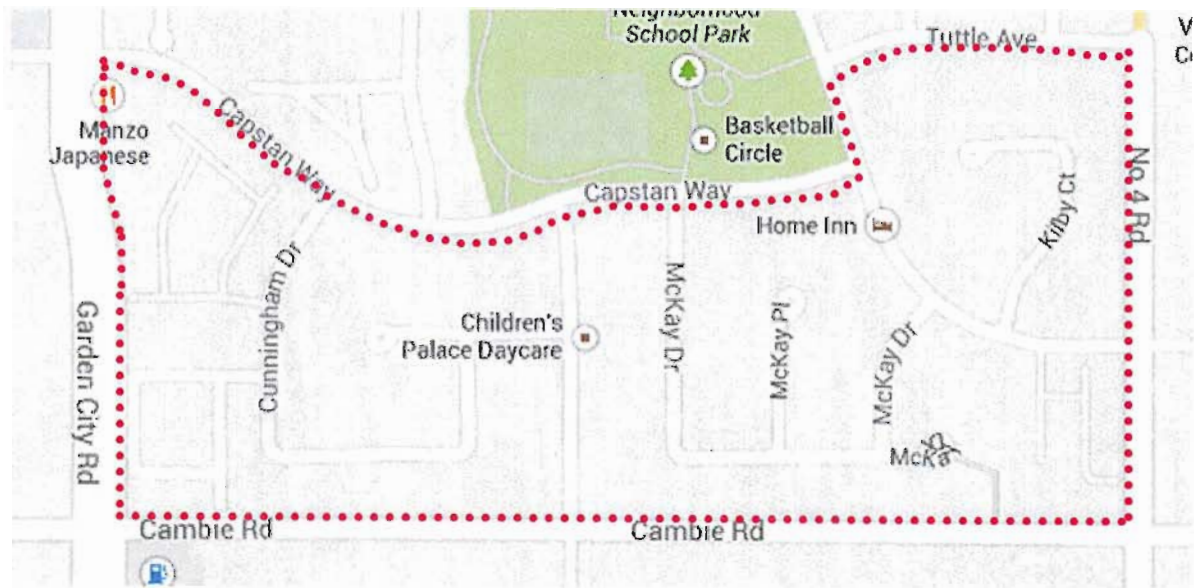 Neighborhood
School Park
Tuttle Ave
V
Manzo
Japanese
Capstan Way
Basketball
Circle
Capstan Way
No 4 Rd
Home Inn
Kilby Ct
Cunningham Dr
McKay Dr
McKay Pl
Garden City Rd
Children's
Palace Daycare
McKay Dr
Cambie Rd
Cambie Rd